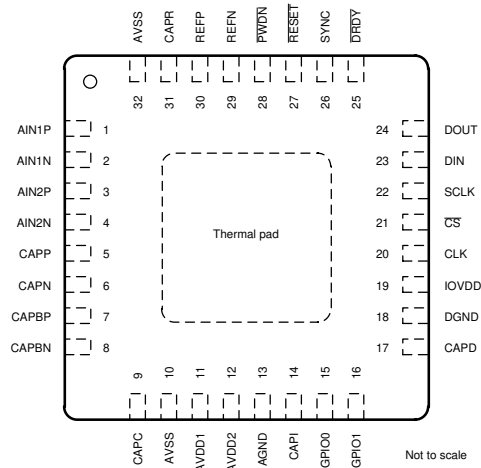 AVSS CAPR REFP REFN PWDN RESET SYNC DRDY
32 31 30 29 28 27 26 25
AIN1P 1 24 DOUT
AIN1N 2 23 DIN
AIN2P 3 22 SCLK
AIN2N 4 Thermal pad 21 CS
CAPP 5 20 CLK
CAPN 6 19 IOVDD
CAPBP 7 18 DGND
CAPBN 8 17 CAPD
9 10 11 12 13 14 15 16
CAPC AVSS AVDD1 AVDD2 AGND CAPI GPIO0 GPIO1
Not to scale